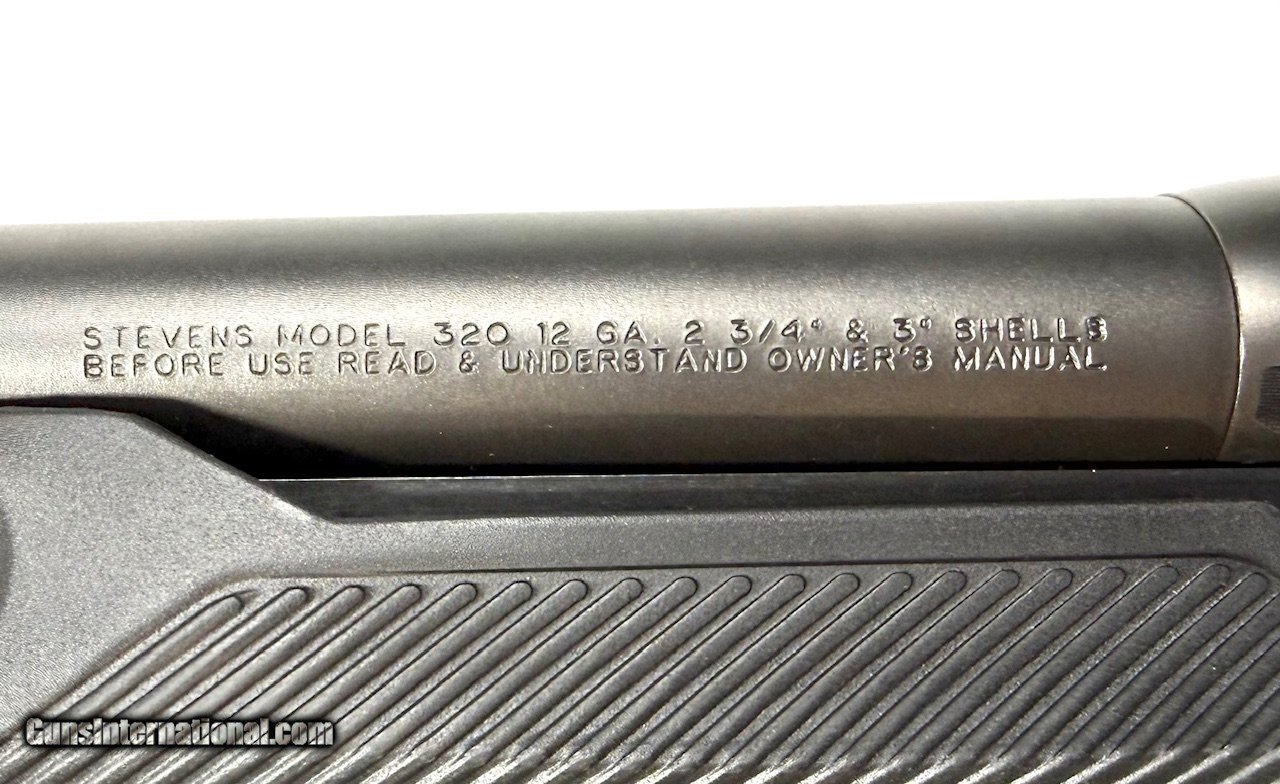 STEVENS MODEL 320 12 GA. 2 3/4" & 3" SHELLS
BEFORE USE READ & UNDERSTAND OWNER'S MANUAL
GunsInternational.com